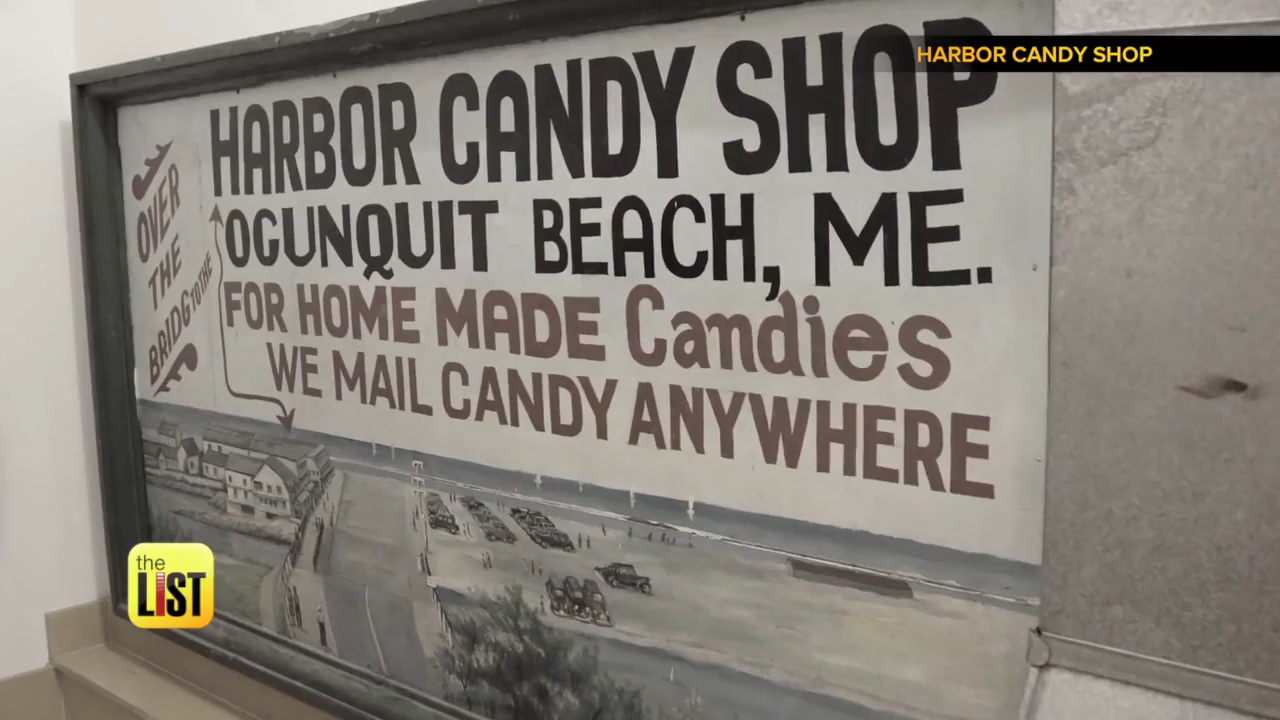 HARBOR CANDY SHOP
HARBOR CANDY SHOP
OGUNQUIT BEACH, ME.
FOR HOME MADE Candies
WE MAIL CANDY ANYWHERE
OVER
THE
BRIDG TO THE
the
LIST